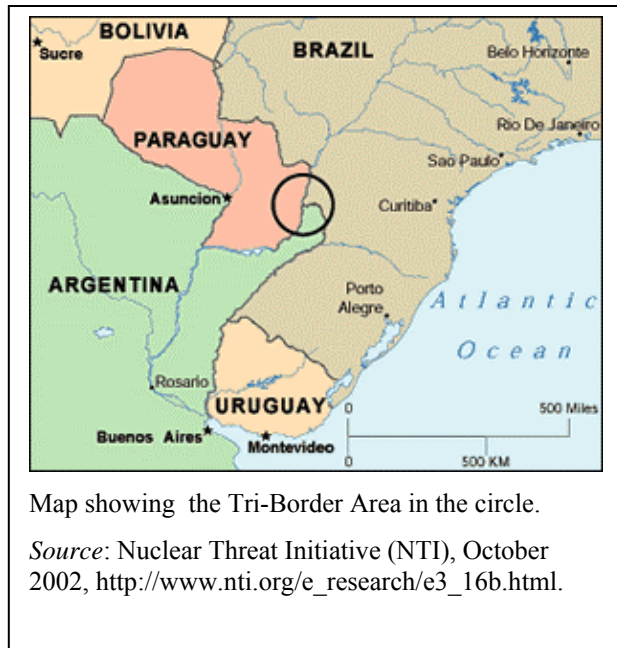 BOLIVIA
Sucre
BRAZIL
Belo Horizonte
PARAGUAY
Rio De Janeiro
Sao Paulo
Asuncion
Curitiba
ARGENTINA
Porto
Alegre
Atlantic
Ocean
Rosario
URUGUAY
0 500 Miles
Buenos Aires
Montevideo
0 500 KM
Map showing the Tri-Border Area in the circle.
Source: Nuclear Threat Initiative (NTI), October
2002, http://www.nti.org/e_research/e3_16b.html.